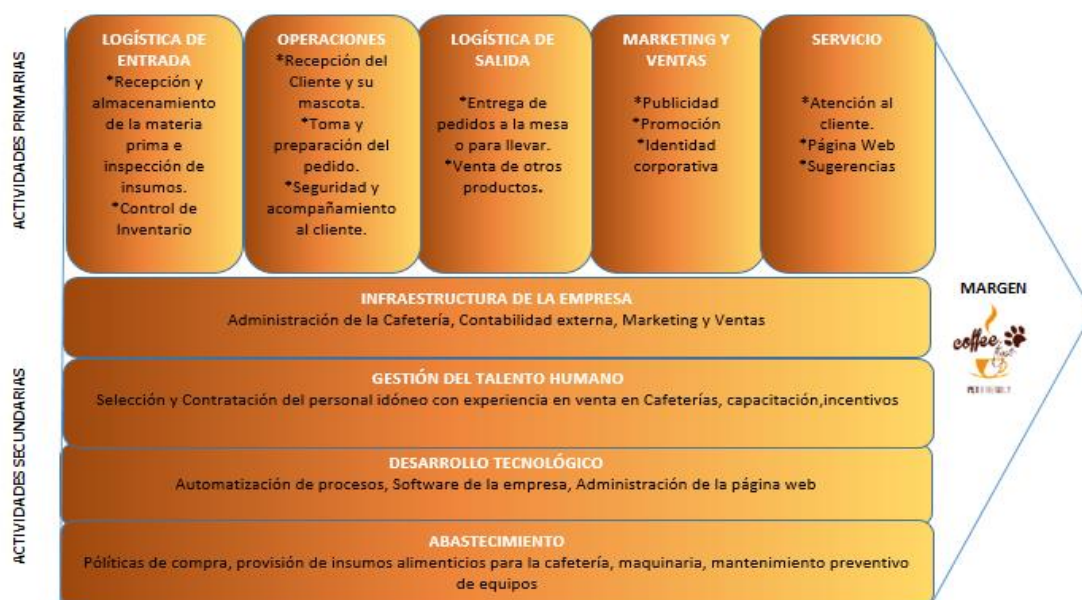 ACTIVIDADES PRIMARIAS
LOGÍSTICA DE
ENTRADA
*Recepción y
almacenamiento
de la materia
prima e
inspección de
insumos.
*Control de
Inventario
OPERACIONES
*Recepción del
Cliente y su
mascota.
*Toma y
preparación del
pedido.
*Seguridad y
acompañamiento
al cliente.
LOGÍSTICA DE
SALIDA
*Entrega de
pedidos a la mesa
o para llevar.
*Venta de otros
productos.
MARKETING Y
VENTAS
*Publicidad
*Promoción
*Identidad
corporativa
SERVICIO
*Atención al
cliente.
*Página Web
*Sugerencias
ACTIVIDADES SECUNDARIAS
INFRAESTRUCTURA DE LA EMPRESA
Administración de la Cafetería, Contabilidad externa, Marketing y Ventas
GESTIÓN DEL TALENTO HUMANO
Selección y Contratación del personal idóneo con experiencia en venta en Cafeterías, capacitación,incentivos
DESARROLLO TECNOLÓGICO
Automatización de procesos, Software de la empresa, Administración de la página web
ABASTECIMIENTO
Póliticas de compra, provisión de insumos alimenticios para la cafetería, maquinaria, mantenimiento preventivo
de equipos
MARGEN
coffee
PET FRIENDLY